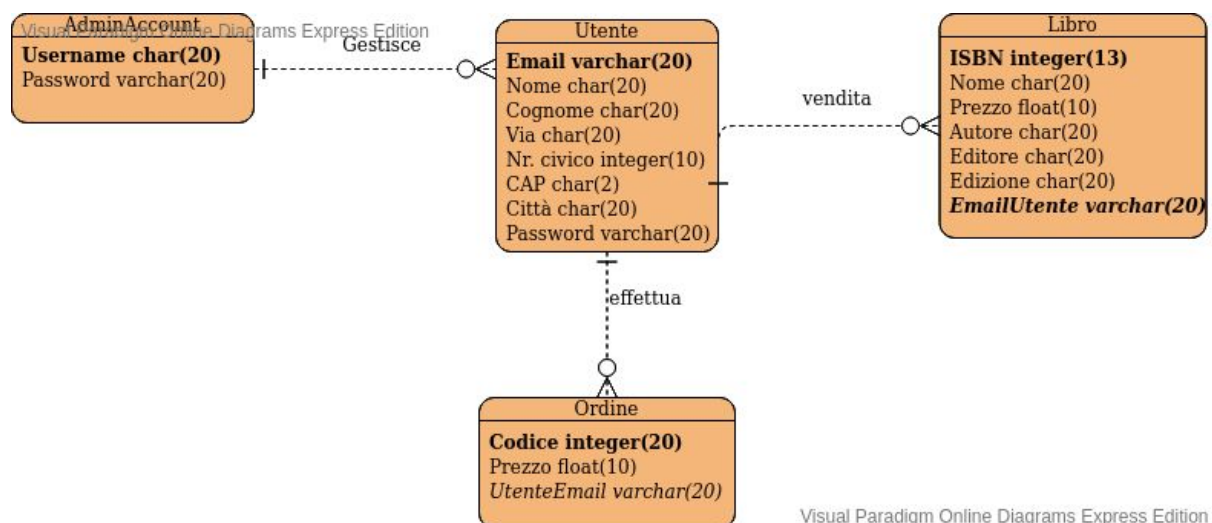 AdminAccount
Visual Paradigm Online Diagrams Express Edition
Username char(20)
Password varchar(20)
Gestisce
Utente
Email varchar(20)
Nome char(20)
Cognome char(20)
Via char(20)
Nr. civico integer(10)
CAP char(2)
Città char(20)
Password varchar(20)
vendita
Libro
ISBN integer(13)
Nome char(20)
Prezzo float(10)
Autore char(20)
Editore char(20)
Edizione char(20)
EmailUtente varchar(20)
effettua
Ordine
Codice integer(20)
Prezzo float(10)
UtenteEmail varchar(20)
Visual Paradigm Online Diagrams Express Edition